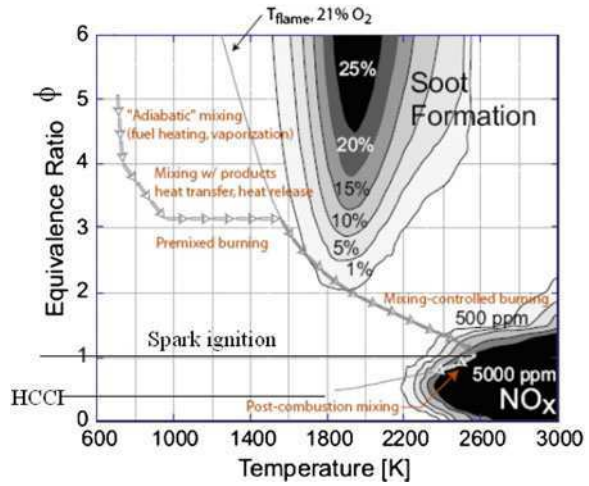 T_flame, 21% O₂
6
5
4
3
2
1
0
Equivalence Ratio ϕ
25%
20%
15%
10%
5%
1%
Soot
Formation
"Adiabatic" mixing
(fuel heating, vaporization)
Mixing w/ products
heat transfer, heat release
Premixed burning
Mixing-controlled burning
500 ppm
Spark ignition
5000 ppm
NOx
HCCI
Post-combustion mixing
600 1000 1400 1800 2200 2600 3000
Temperature [K]